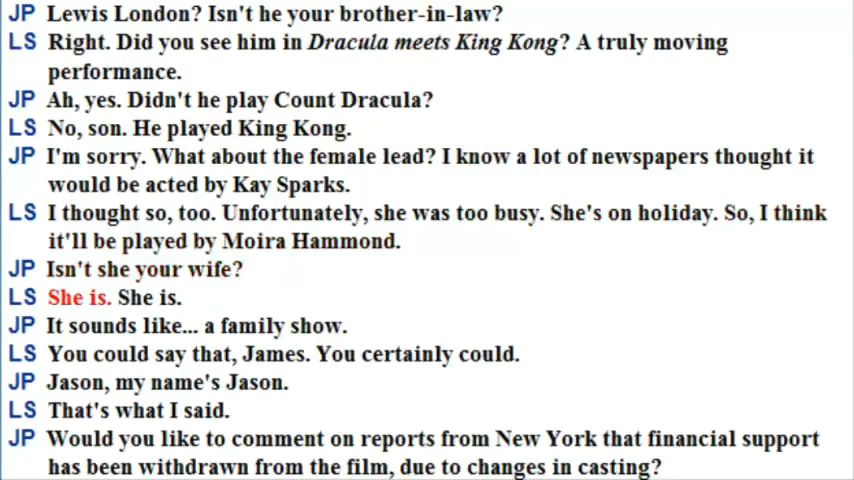 JP Lewis London? Isn't he your brother-in-law?
LS Right. Did you see him in Dracula meets King Kong? A truly moving
performance.
JP Ah, yes. Didn't he play Count Dracula?
LS No, son. He played King Kong.
JP I'm sorry. What about the female lead? I know a lot of newspapers thought it
would be acted by Kay Sparks.
LS I thought so, too. Unfortunately, she was too busy. She's on holiday. So, I think
it'll be played by Moira Hammond.
JP Isn't she your wife?
LS She is. She is.
JP It sounds like... a family show.
LS You could say that, James. You certainly could.
JP Jason, my name's Jason.
LS That's what I said.
JP Would you like to comment on reports from New York that financial support
has been withdrawn from the film, due to changes in casting?